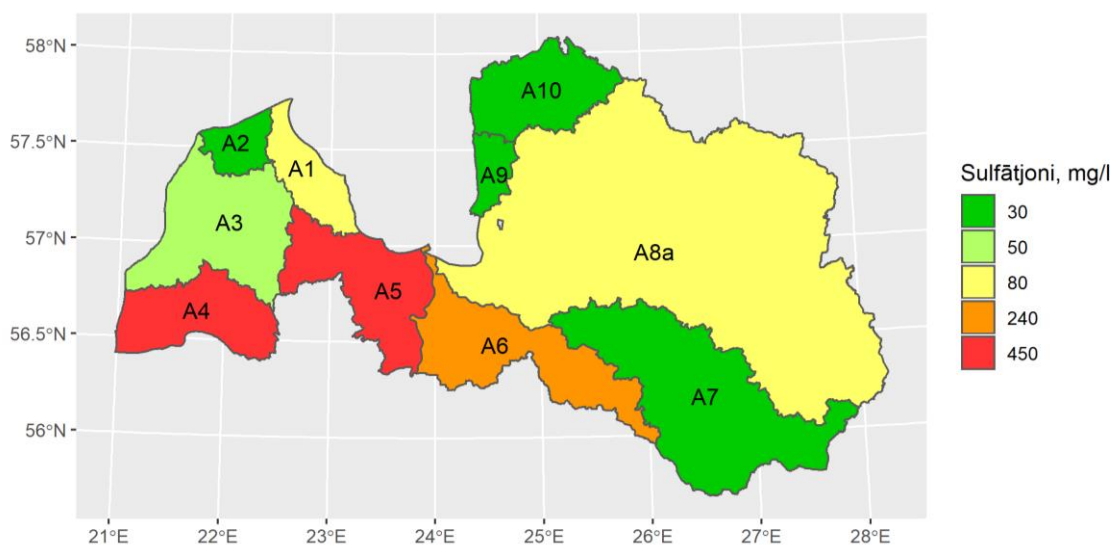 58°N
57.5°N
57°N
56.5°N
56°N
A10
A2
A1
A9
A3
A8a
A5
A4
A6
A7
Sulfātjoni, mg/l
30
50
80
240
450
21°E
22°E
23°E
24°E
25°E
26°E
27°E
28°E